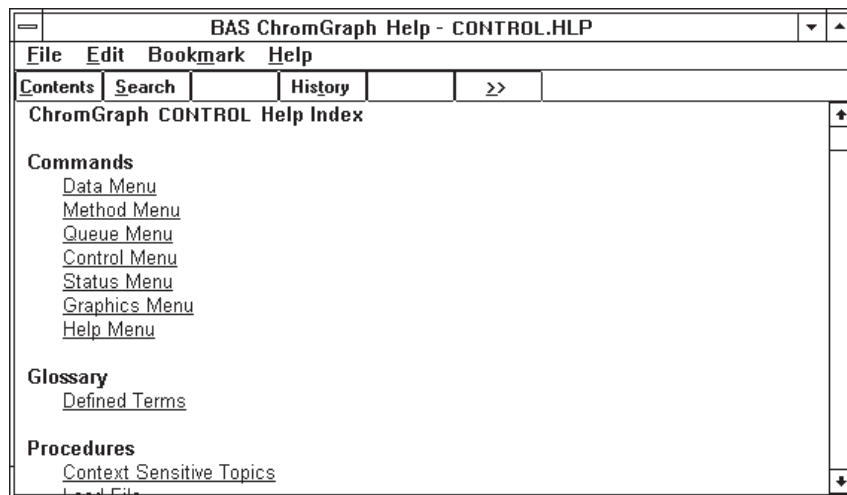 BAS ChromGraph Help - CONTROL.HLP
File Edit Bookmark Help
Contents Search History >>
ChromGraph CONTROL Help Index
Commands
Data Menu
Method Menu
Queue Menu
Control Menu
Status Menu
Graphics Menu
Help Menu
Glossary
Defined Terms
Procedures
Context Sensitive Topics
Load File